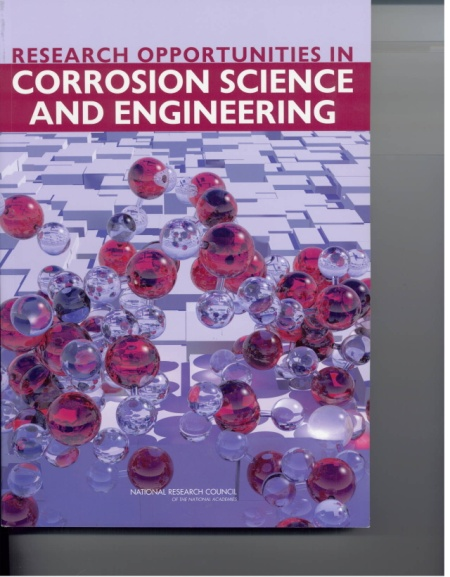 RESEARCH OPPORTUNITIES IN
CORROSION SCIENCE
AND ENGINEERING
NATIONAL RESEARCH COUNCIL
OF THE NATIONAL ACADEMIES